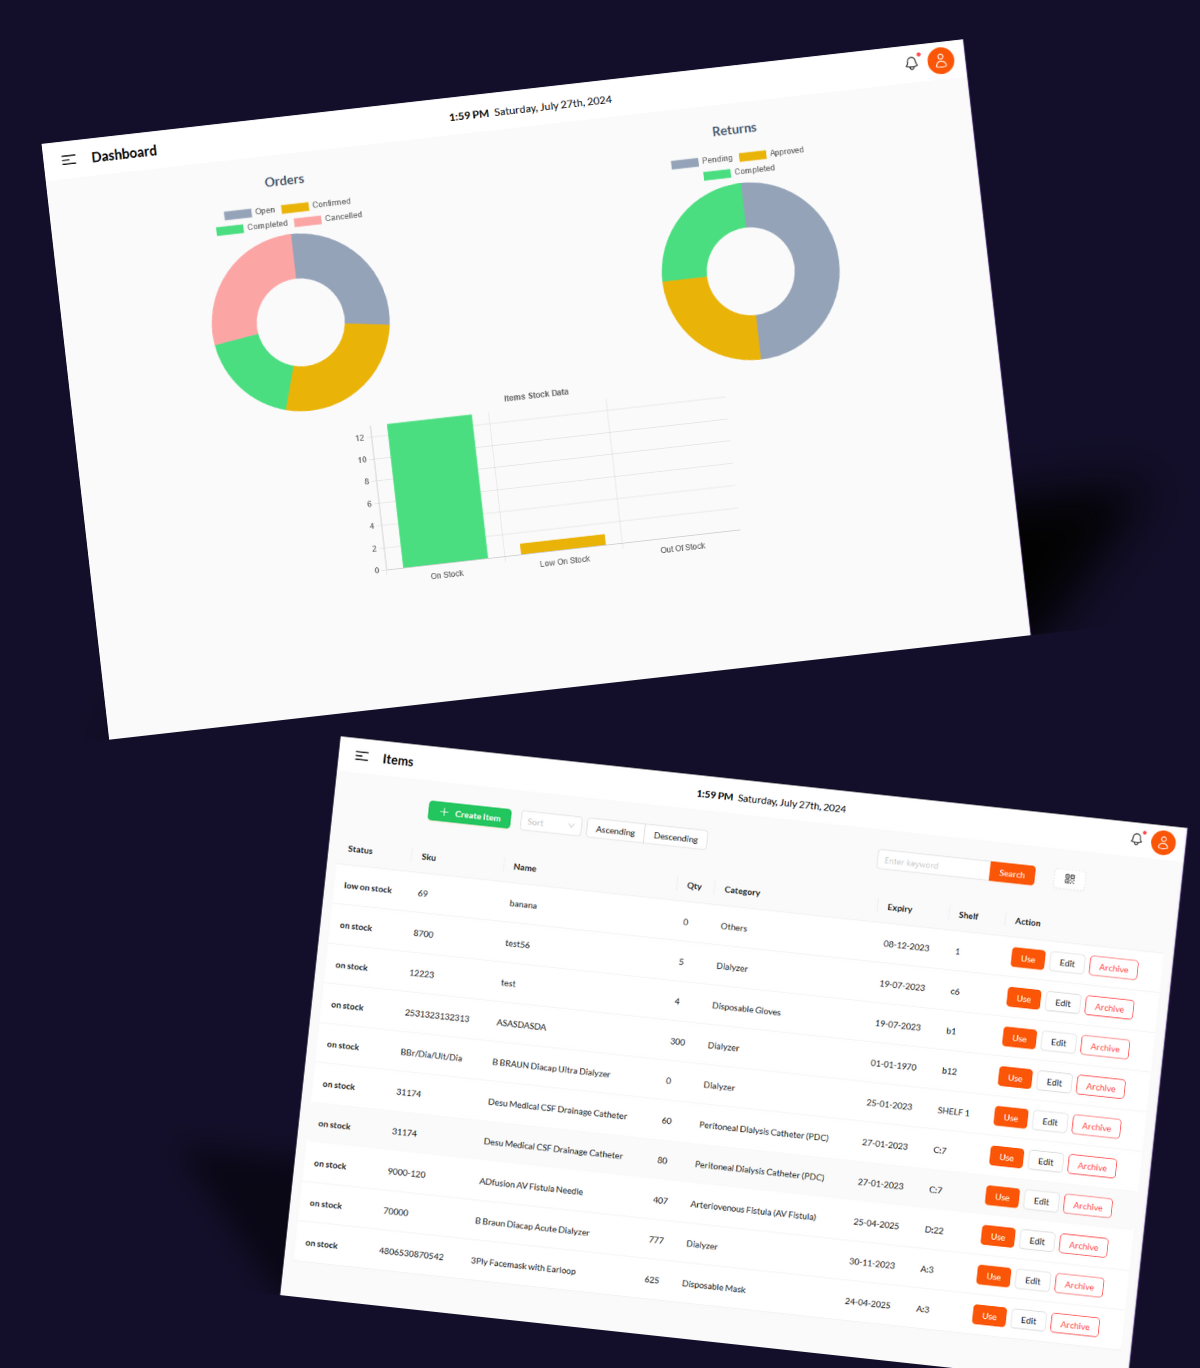 1:59 PM Saturday, July 27th, 2024
Dashboard
Orders
Open Confirmed
Completed Cancelled
Returns
Pending Approved
Completed
Items Stock Data
12
10
8
6
4
2
0
On Stock Low On Stock Out Of Stock
Items
1:59 PM Saturday, July 27th, 2024
+ Create Item Sort Ascending Descending Enter keyword Search
Status Sku Name Qty Category Expiry Shelf Action
low on stock 69 banana 0 Others 08-12-2023 1 Use Edit Archive
on stock 8700 test56 5 Dialyzer 19-07-2023 c6 Use Edit Archive
on stock 12223 test 4 Disposable Gloves 19-07-2023 b1 Use Edit Archive
on stock 2531323132313 ASASDASDA 300 Dialyzer 01-01-1970 b12 Use Edit Archive
on stock BBr/Dia/Ult/Dia B BRAUN Diacap Ultra Dialyzer 0 Dialyzer 25-01-2023 SHELF 1 Use Edit Archive
on stock 31174 Desu Medical CSF Drainage Catheter 60 Peritoneal Dialysis Catheter (PDC) 27-01-2023 C:7 Use Edit Archive
on stock 31174 Desu Medical CSF Drainage Catheter 80 Peritoneal Dialysis Catheter (PDC) 27-01-2023 C:7 Use Edit Archive
on stock 9000-120 ADfusion AV Fistula Needle 407 Arteriovenous Fistula (AV Fistula) 25-04-2025 D:22 Use Edit Archive
on stock 70000 B Braun Diacap Acute Dialyzer 777 Dialyzer 30-11-2023 A:3 Use Edit Archive
on stock 4806530870542 3Ply Facemask with Earloop 625 Disposable Mask 24-04-2025 A:3 Use Edit Archive